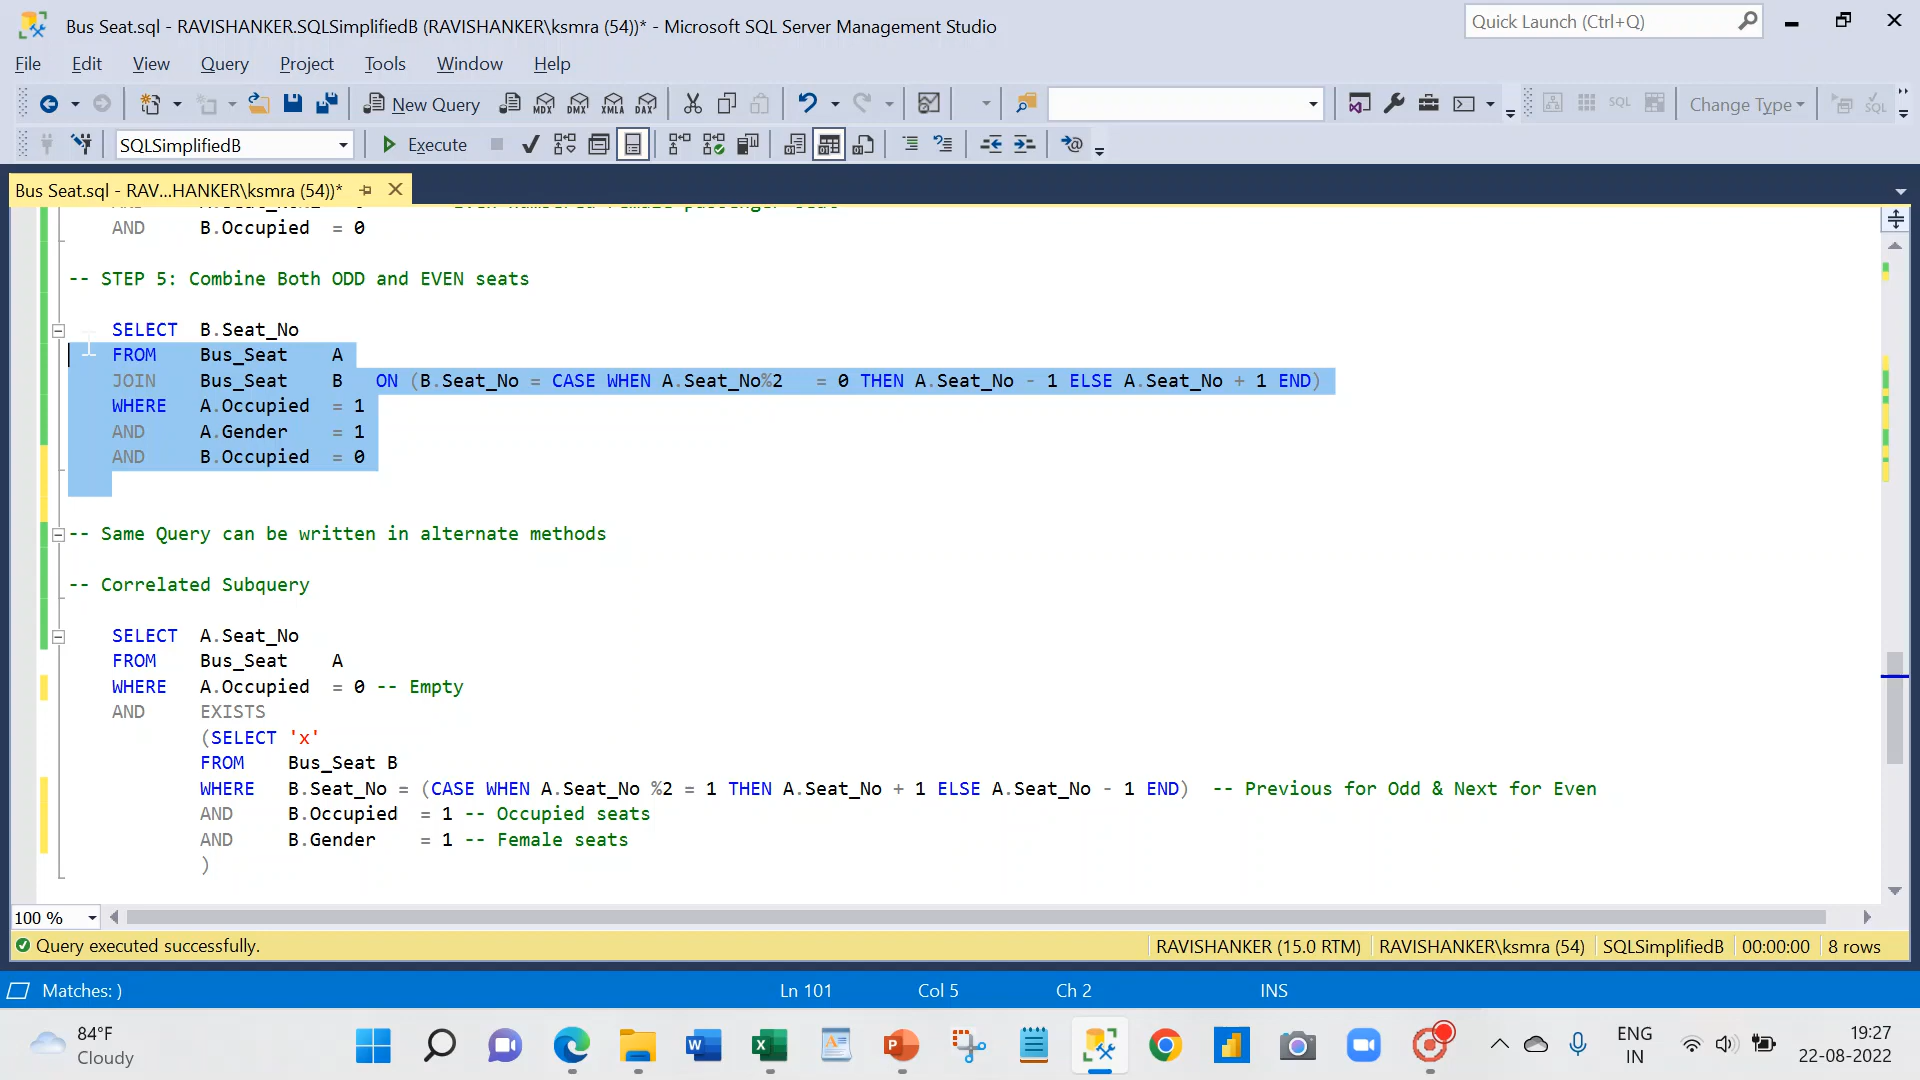 Bus Seat.sql - RAVISHANKER.SQLSimplifiedB (RAVISHANKER\ksmra (54))* - Microsoft SQL Server Management Studio
Quick Launch (Ctrl+Q)
File Edit View Query Project Tools Window Help
New Query MDX DMX XMLA DAX SQL Change Type SQL
SQLSimplifiedB Execute
Bus Seat.sql - RAV...HANKER\ksmra (54))*
AND B.Occupied = 0
-- STEP 5: Combine Both ODD and EVEN seats
SELECT B.Seat_No
FROM Bus_Seat A
JOIN Bus_Seat B ON (B.Seat_No = CASE WHEN A.Seat_No%2 = 0 THEN A.Seat_No - 1 ELSE A.Seat_No + 1 END)
WHERE A.Occupied = 1
AND A.Gender = 1
AND B.Occupied = 0
-- Same Query can be written in alternate methods
-- Correlated Subquery
SELECT A.Seat_No
FROM Bus_Seat A
WHERE A.Occupied = 0 -- Empty
AND EXISTS
(SELECT 'x'
FROM Bus_Seat B
WHERE B.Seat_No = (CASE WHEN A.Seat_No %2 = 1 THEN A.Seat_No + 1 ELSE A.Seat_No - 1 END) -- Previous for Odd & Next for Even
AND B.Occupied = 1 -- Occupied seats
AND B.Gender = 1 -- Female seats
)
100 %
Query executed successfully. RAVISHANKER (15.0 RTM) RAVISHANKER\ksmra (54) SQLSimplifiedB 00:00:00 8 rows
Matches: ) Ln 101 Col 5 Ch 2 INS
84°F
Cloudy
ENG
IN
19:27
22-08-2022